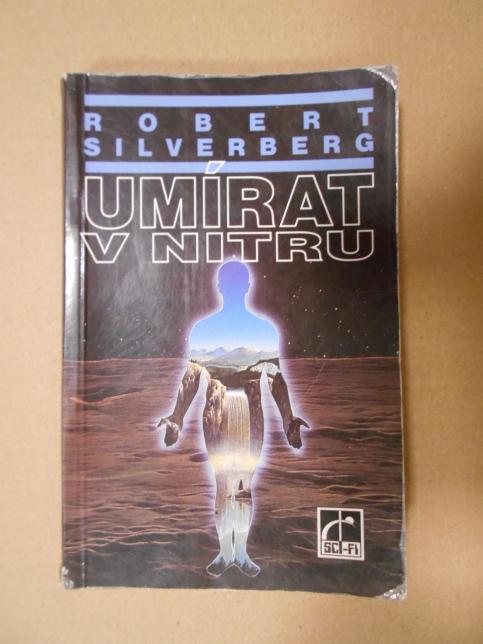 ROBERT
SILVERBERG
UMÍRAT
V NITRU
SCI-FI